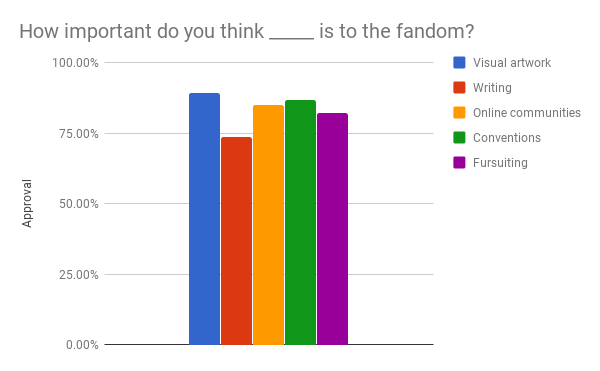 How important do you think _____ is to the fandom?
100.00%
75.00%
50.00%
25.00%
0.00%
Approval
Visual artwork
Writing
Online communities
Conventions
Fursuiting